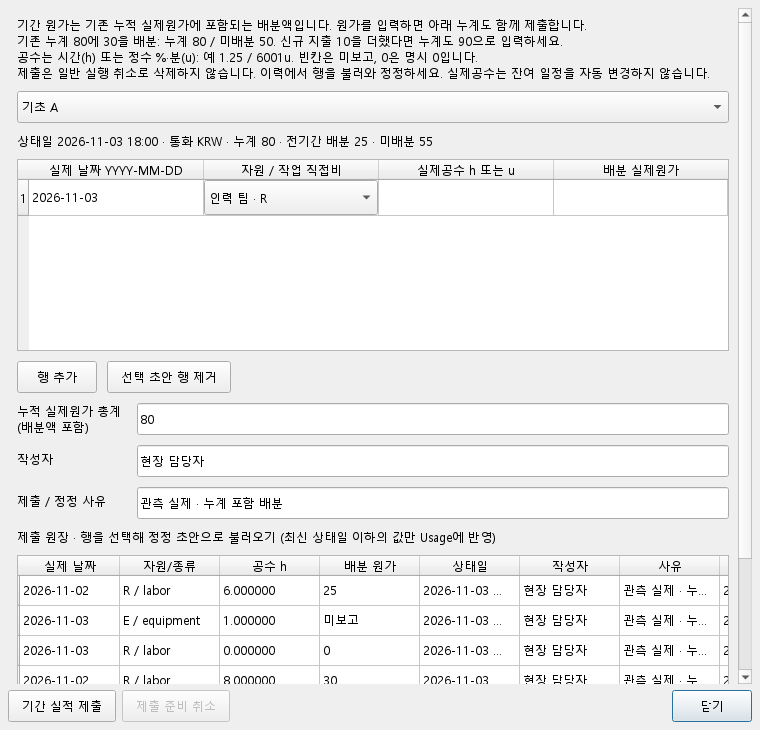 기간 원가는 기존 누적 실제원가에 포함되는 배분액입니다. 원가를 입력하면 아래 누계도 함께 제출합니다.
기존 누계 80에 30을 배분: 누계 80 / 미배분 50. 신규 지출 10을 더했다면 누계도 90으로 입력하세요.
공수는 시간(h) 또는 정수 %·분(u): 예 1.25 / 6001u. 빈칸은 미보고, 0은 명시 0입니다.
제출은 일반 실행 취소로 삭제하지 않습니다. 이력에서 행을 불러와 정정하세요. 실제공수는 잔여 일정을 자동 변경하지 않습니다.
기초 A
상태일 2026-11-03 18:00 · 통화 KRW · 누계 80 · 전기간 배분 25 · 미배분 55
실제 날짜 YYYY-MM-DD 자원 / 작업 직접비 실제공수 h 또는 u 배분 실제원가
1 2026-11-03 인력 팀 · R
행 추가 선택 초안 행 제거
누적 실제원가 총계
(배분액 포함) 80
작성자 현장 담당자
제출 / 정정 사유 관측 실제 · 누계 포함 배분
제출 원장 · 행을 선택해 정정 초안으로 불러오기 (최신 상태일 이하의 값만 Usage에 반영)
실제 날짜 자원/종류 공수 h 배분 원가 상태일 작성자 사유
2026-11-02 R / labor 6.000000 25 2026-11-03 ... 현장 담당자 관측 실제 · 누... 2
2026-11-03 E / equipment 1.000000 미보고 2026-11-03 ... 현장 담당자 관측 실제 · 누... 2
2026-11-03 R / labor 0.000000 0 2026-11-03 ... 현장 담당자 관측 실제 · 누... 2
2026-11-02 R / labor 8.000000 30 2026-11-03 ... 현장 담당자 관측 실제 · 누... 2
기간 실적 제출 제출 준비 취소 닫기